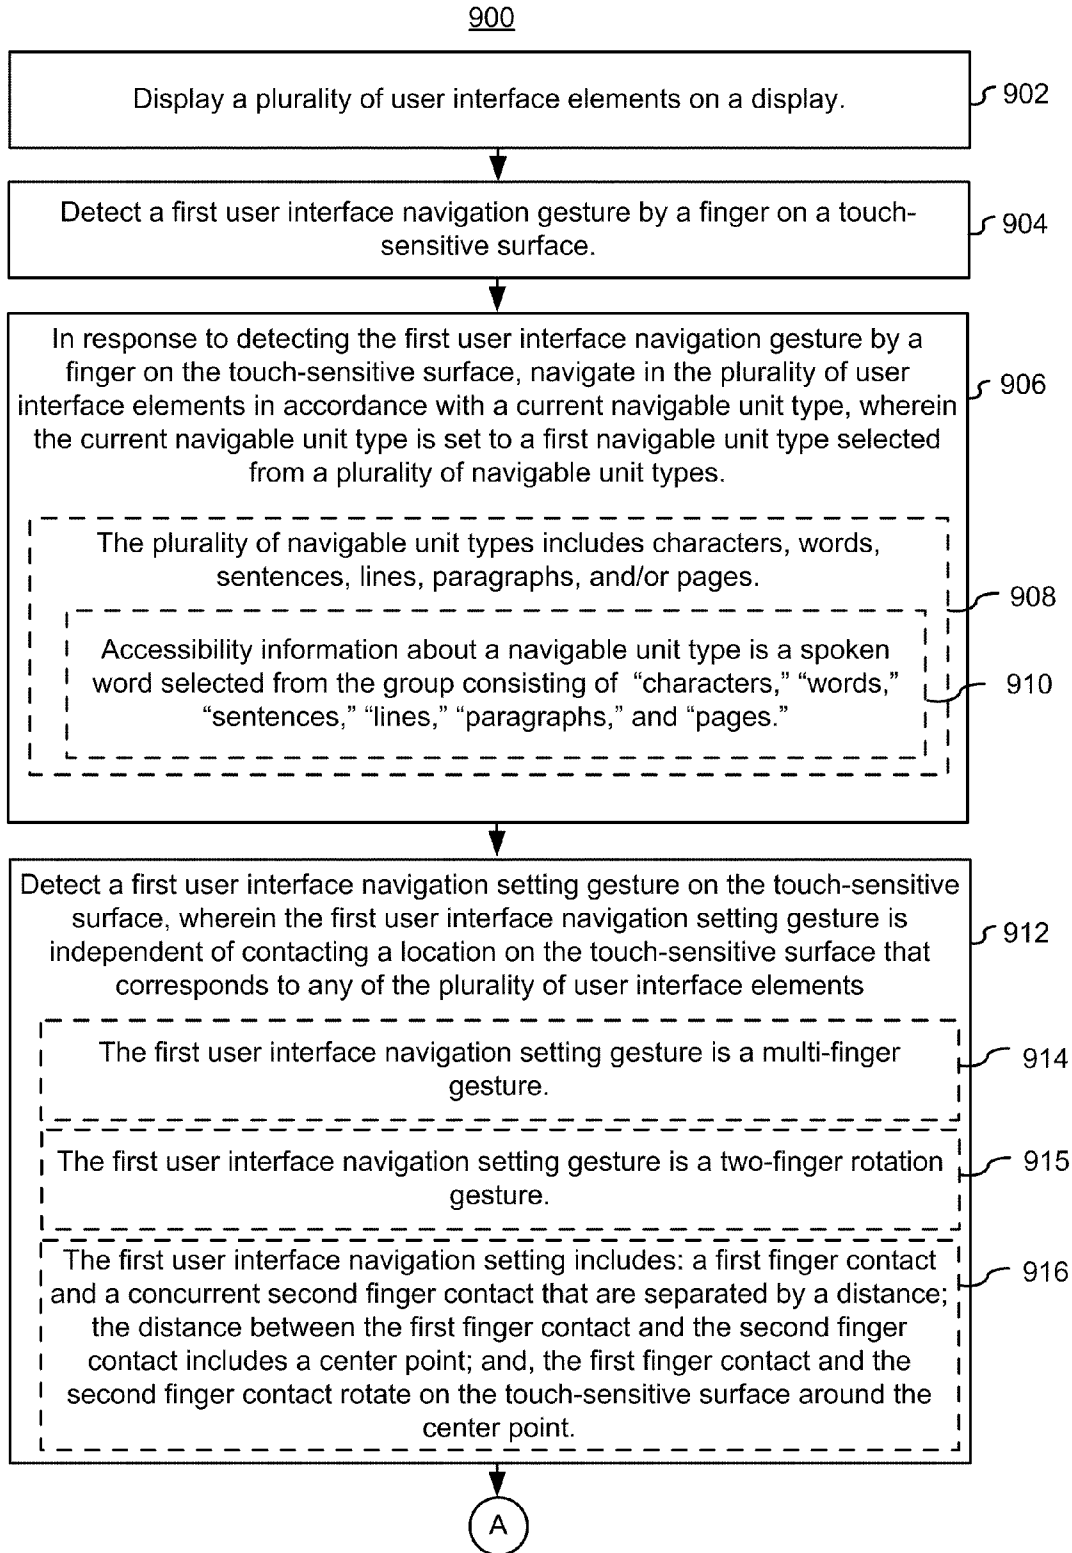 900
Display a plurality of user interface elements on a display.
902
Detect a first user interface navigation gesture by a finger on a touch-
sensitive surface.
904
In response to detecting the first user interface navigation gesture by a
finger on the touch-sensitive surface, navigate in the plurality of user
interface elements in accordance with a current navigable unit type, wherein
the current navigable unit type is set to a first navigable unit type selected
from a plurality of navigable unit types.
906
The plurality of navigable unit types includes characters, words,
sentences, lines, paragraphs, and/or pages.
908
Accessibility information about a navigable unit type is a spoken
word selected from the group consisting of “characters,” “words,”
“sentences,” “lines,” “paragraphs,” and “pages.”
910
Detect a first user interface navigation setting gesture on the touch-sensitive
surface, wherein the first user interface navigation setting gesture is
independent of contacting a location on the touch-sensitive surface that
corresponds to any of the plurality of user interface elements
912
The first user interface navigation setting gesture is a multi-finger
gesture.
914
The first user interface navigation setting gesture is a two-finger rotation
gesture.
915
The first user interface navigation setting includes: a first finger contact
and a concurrent second finger contact that are separated by a distance;
the distance between the first finger contact and the second finger
contact includes a center point; and, the first finger contact and the
second finger contact rotate on the touch-sensitive surface around the
center point.
916
A